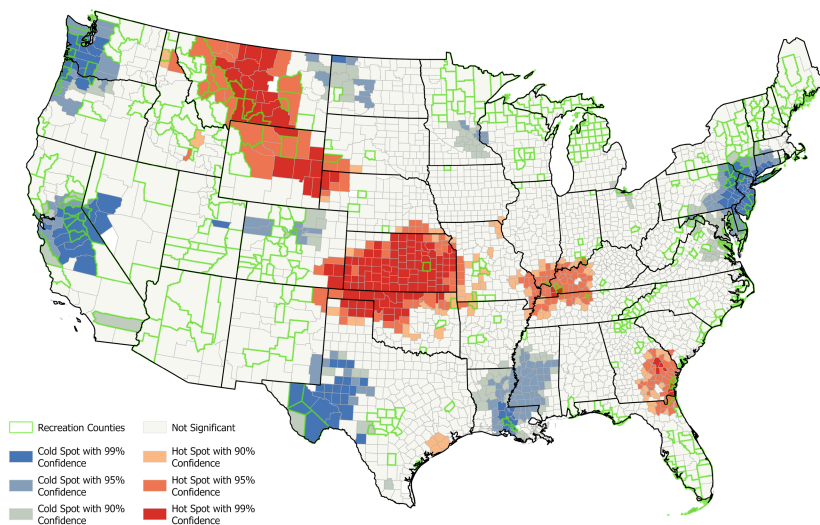 Recreation Counties
Not Significant
Cold Spot with 99%
Confidence
Hot Spot with 90%
Confidence
Cold Spot with 95%
Confidence
Hot Spot with 95%
Confidence
Cold Spot with 90%
Confidence
Hot Spot with 99%
Confidence